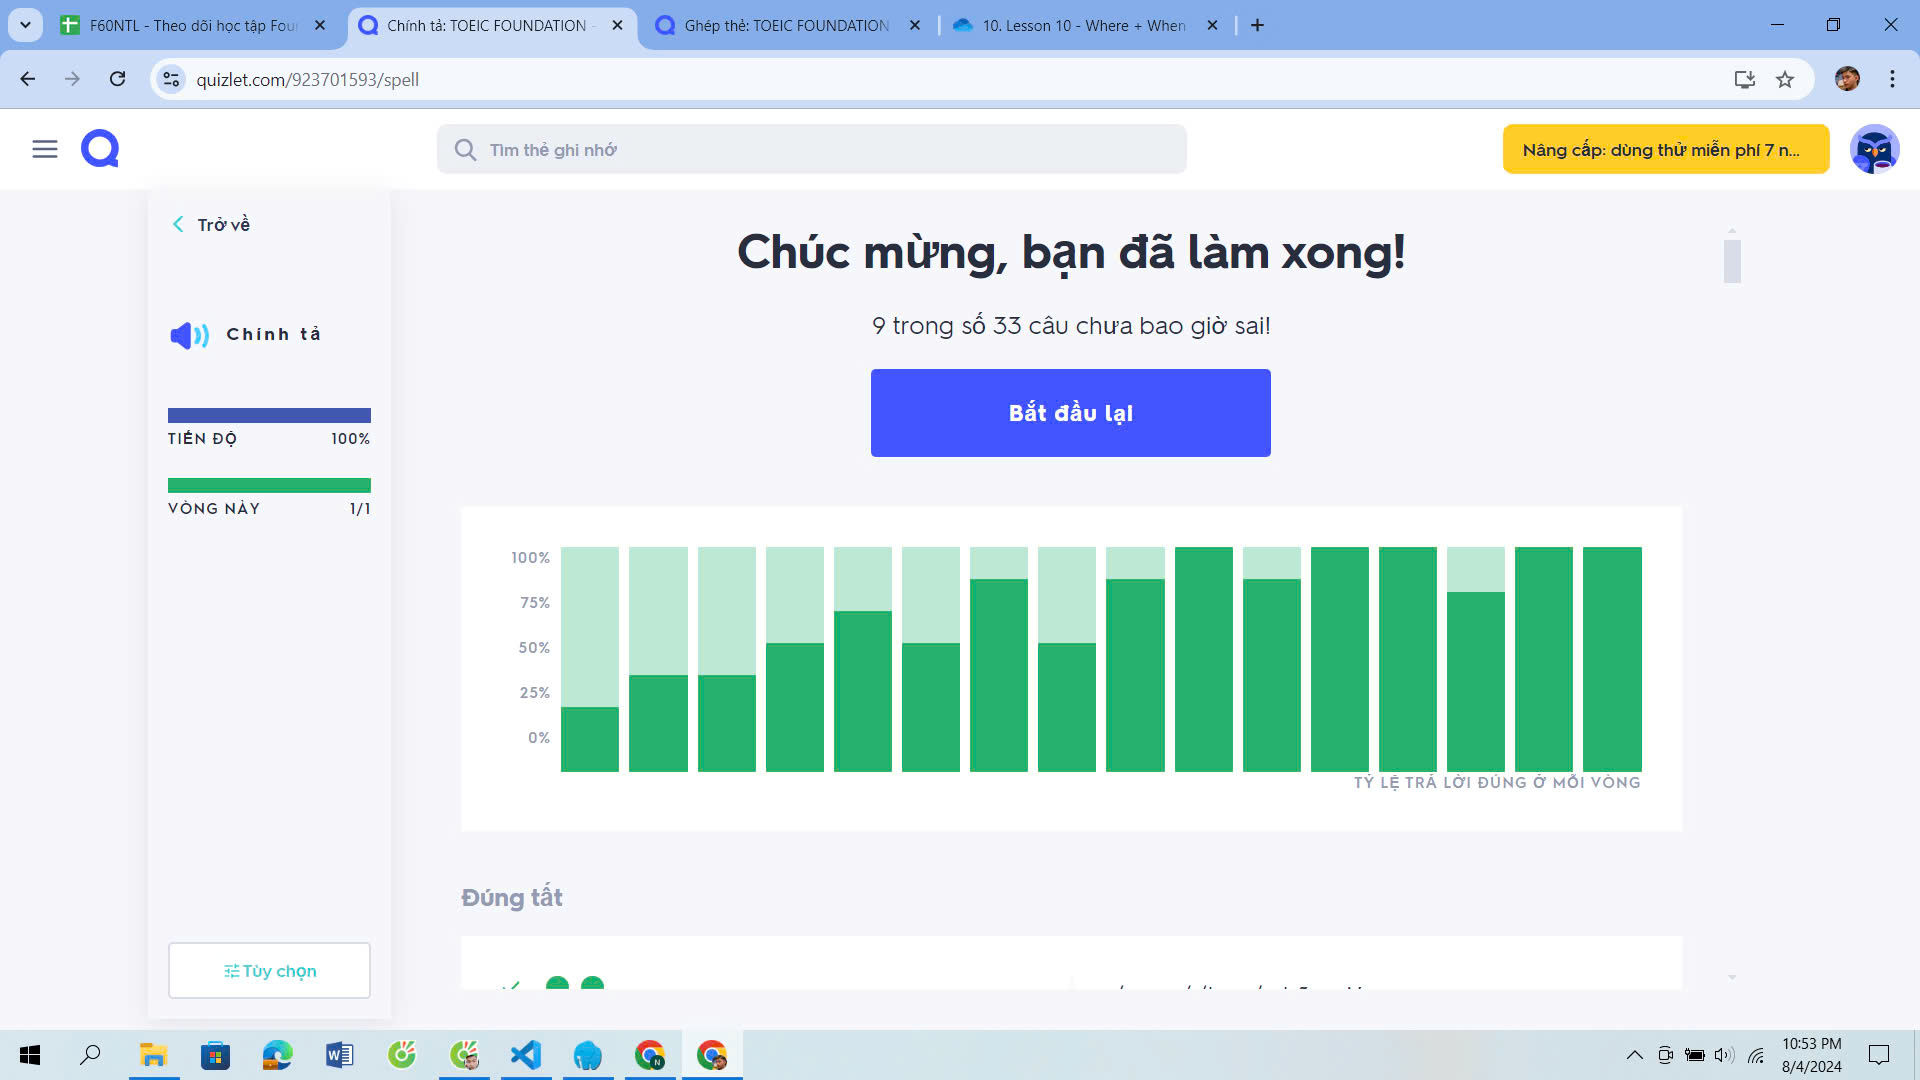 F60NTL - Theo dõi học tập Foun
Chính tả: TOEIC FOUNDATION -
Ghép thẻ: TOEIC FOUNDATION
10. Lesson 10 - Where + When
quizlet.com/923701593/spell
Tìm thẻ ghi nhớ
Nâng cấp: dùng thử miễn phí 7 n...
Trở về
Chính tả
TIẾN ĐỘ 100%
VÒNG NÀY 1/1
Tùy chọn
Chúc mừng, bạn đã làm xong!
9 trong số 33 câu chưa bao giờ sai!
Bắt đầu lại
100%
75%
50%
25%
0%
TỶ LỆ TRẢ LỜI ĐÚNG Ở MỖI VÒNG
Đúng tất
10:53 PM
8/4/2024